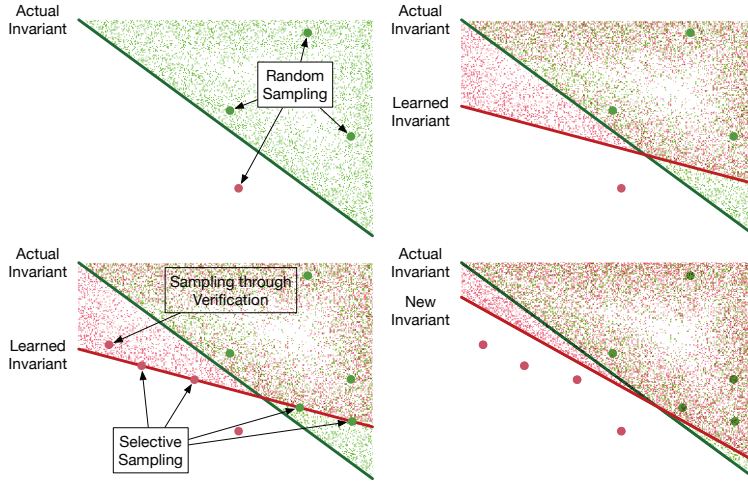 Actual
Invariant
Random
Sampling
Actual
Invariant
Learned
Invariant
Actual
Invariant
Sampling through
Verification
Learned
Invariant
Selective
Sampling
Actual
Invariant
New
Invariant